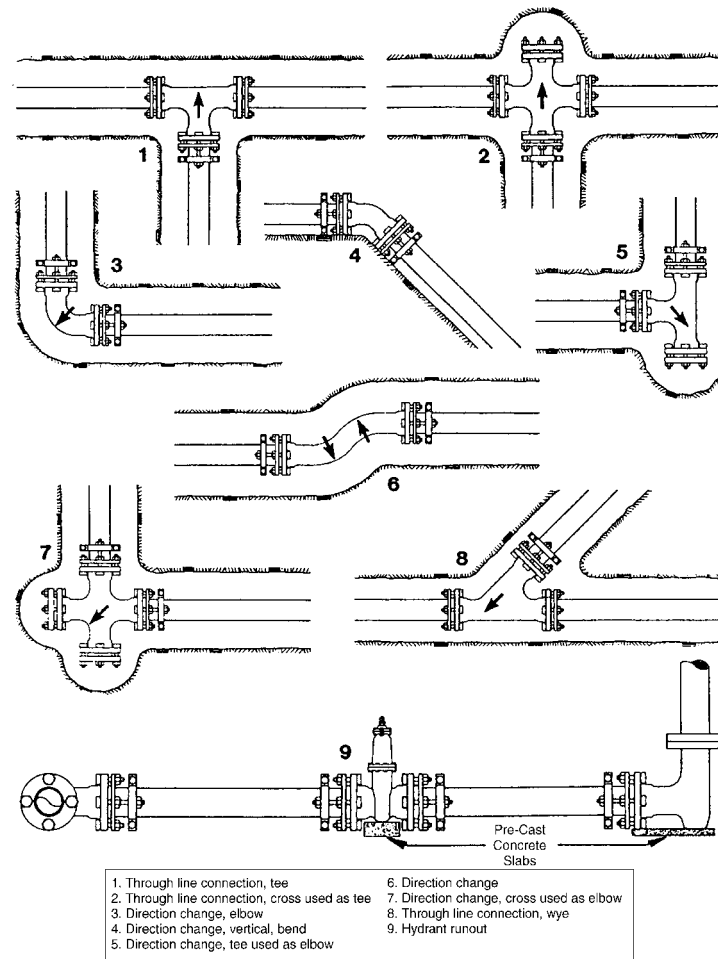 1
2
3
4
5
6
7
8
9
Pre-Cast
Concrete
Slabs
1. Through line connection, tee
2. Through line connection, cross used as tee
3. Direction change, elbow
4. Direction change, vertical, bend
5. Direction change, tee used as elbow
6. Direction change
7. Direction change, cross used as elbow
8. Through line connection, wye
9. Hydrant runout